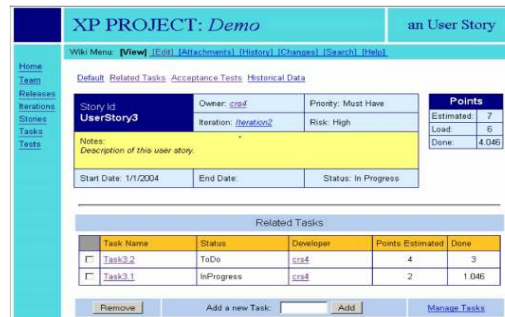 XP PROJECT: Demo
an User Story
Wiki Menu: [View] [Edit] [Attachments] [History] [Changes] [Search] [Help]
Home
Team
Releases
Iterations
Stories
Tasks
Tests
Default Related Tasks Acceptance Tests Historical Data
Story Id:
UserStory3
Owner: crs4
Priority: Must Have
Iteration: Iteration2
Risk: High
Notes:
Description of this user story.
Start Date: 1/1/2004
End Date:
Status: In Progress
Points
Estimated: 7
Load: 6
Done: 4.046
Related Tasks
Task Name Status Developer Points Estimated Done
Task3.2 ToDo crs4 4 3
Task3.1 InProgress crs4 2 1.046
Remove Add a new Task: Add Manage Tasks